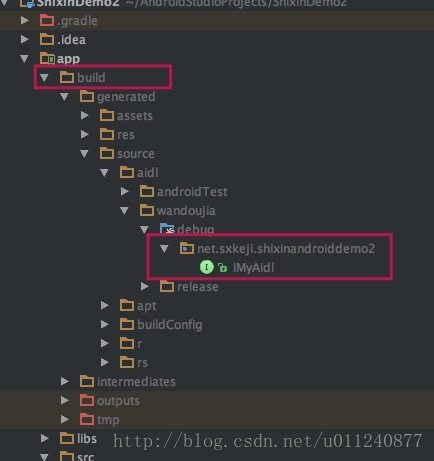 ShixinDemo2 ~/AndroidStudioProjects/ShixinDemo2
.gradle
.idea
app
build
generated
assets
res
source
aidl
androidTest
wandoujia
debug
net.sxkeji.shixinandroiddemo2
I IMyAidl
release
apt
buildConfig
r
rs
intermediates
outputs
tmp
libs
src
http://blog.csdn.net/u011240877